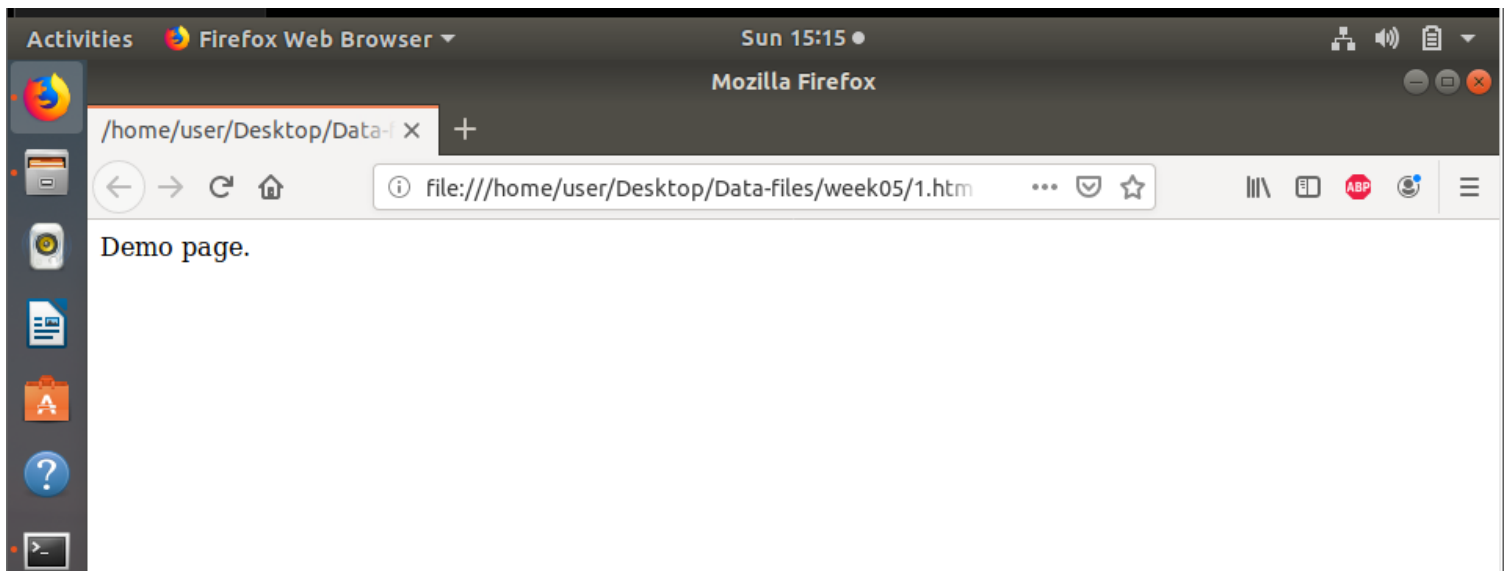 Activities Firefox Web Browser Sun 15:15
Mozilla Firefox
/home/user/Desktop/Data-f
file:///home/user/Desktop/Data-files/week05/1.htm
ABP
Demo page.